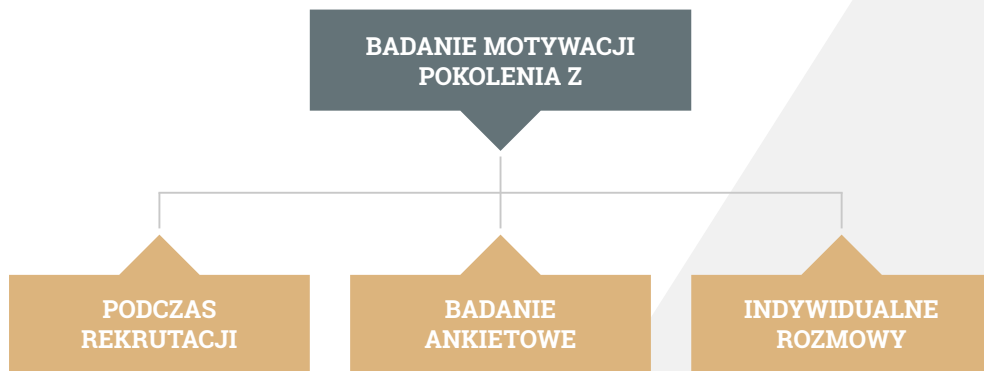 BADANIE MOTYWACJI
POKOLENIA Z
PODCZAS
REKRUTACJI
BADANIE
ANKIETOWE
INDYWIDUALNE
ROZMOWY